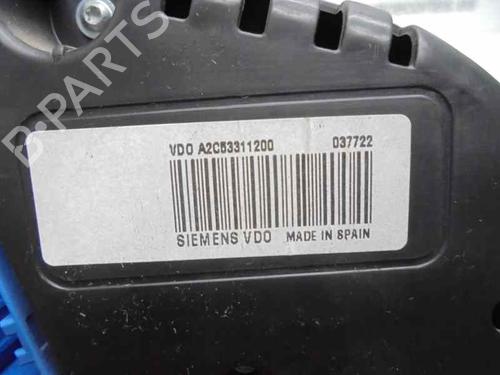 B-PARTS
VDO A2C53311200 037722
SIEMENS VDO MADE IN SPAIN